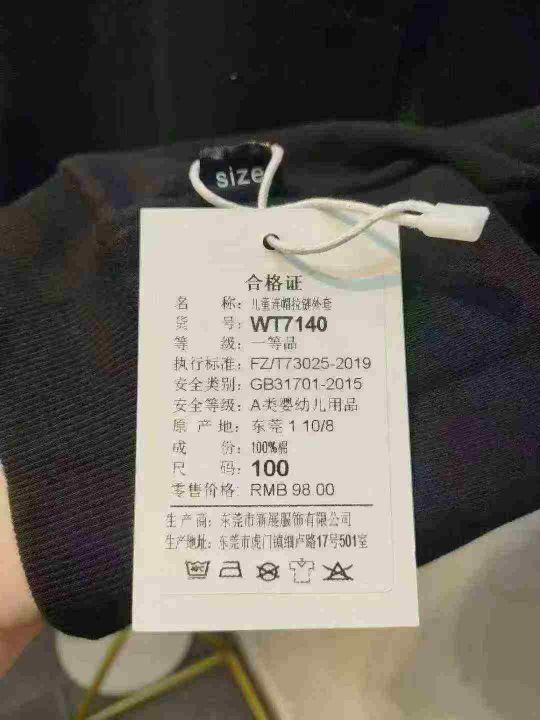 size
合格证
名 称：儿童连帽拉链外套
货 号：WT7140
等 级：一等品
执行标准：FZ/T73025-2019
安全类别：GB31701-2015
安全等级：A类婴幼儿用品
原 产 地：东莞 1 10/8
成 份：100%棉
尺 码：100
零售价格：RMB 98.00
生 产 商：东莞市新展服饰有限公司
生产地址：东莞市虎门镇细卢路17号501室